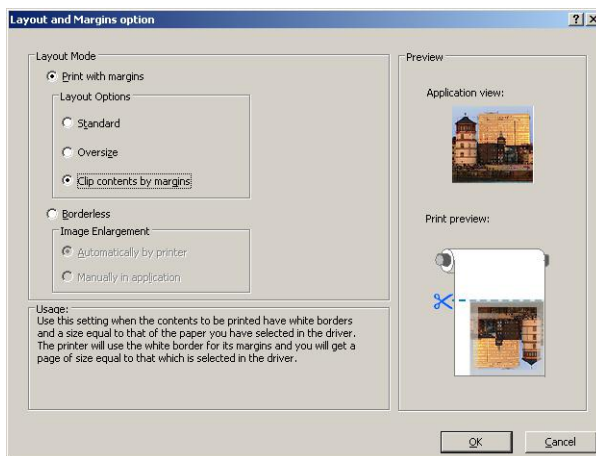 Layout and Margins option
Layout Mode
Print with margins
Layout Options
Standard
Oversize
Clip contents by margins
Borderless
Image Enlargement
Automatically by printer
Manually in application
Usage:
Use this setting when the contents to be printed have white borders
and a size equal to that of the paper you have selected in the driver.
The printer will use the white border for its margins and you will get a
page of size equal to that which is selected in the driver.
Preview
Application view:
Print preview:
OK
Cancel